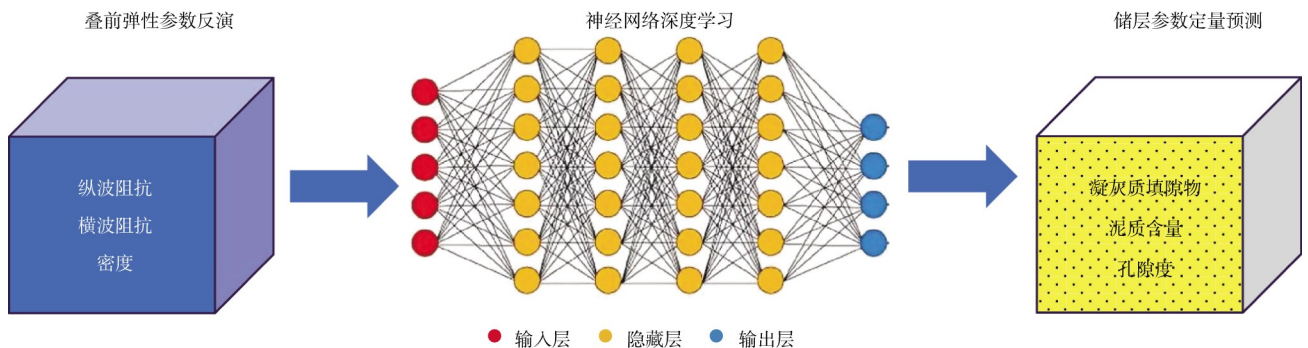 叠前弹性参数反演
神经网络深度学习
储层参数定量预测
纵波阻抗
横波阻抗
密度
凝灰质填隙物
泥质含量
孔隙度
输入层
隐藏层
输出层